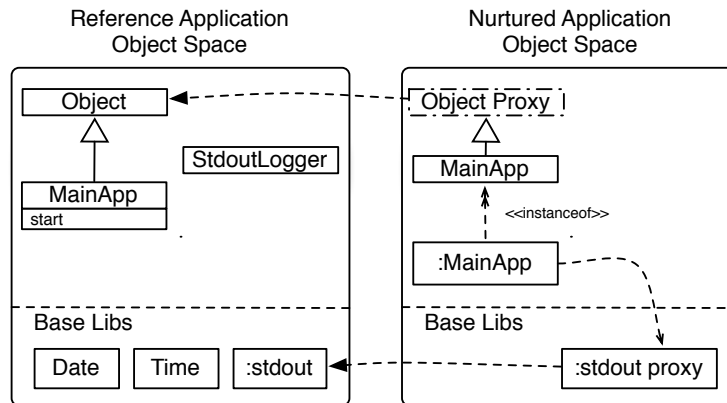 Reference Application
Object Space
Nurtured Application
Object Space
Object
StdoutLogger
MainApp
start
Base Libs
Date
Time
:stdout
Object Proxy
MainApp
<<instanceof>>
:MainApp
Base Libs
:stdout proxy